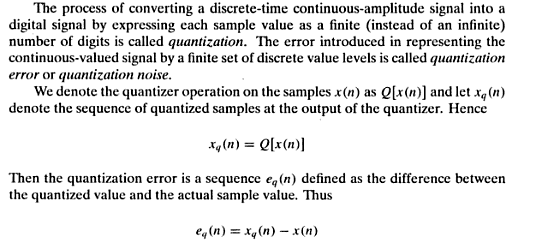 The process of converting a discrete-time continuous-amplitude signal into a
digital signal by expressing each sample value as a finite (instead of an infinite)
number of digits is called quantization. The error introduced in representing the
continuous-valued signal by a finite set of discrete value levels is called quantization
error or quantization noise.
We denote the quantizer operation on the samples x(n) as Q[x(n)] and let x_q(n)
denote the sequence of quantized samples at the output of the quantizer. Hence
x_q(n) = Q[x(n)]
Then the quantization error is a sequence e_q(n) defined as the difference between
the quantized value and the actual sample value. Thus
e_q(n) = x_q(n) − x(n)